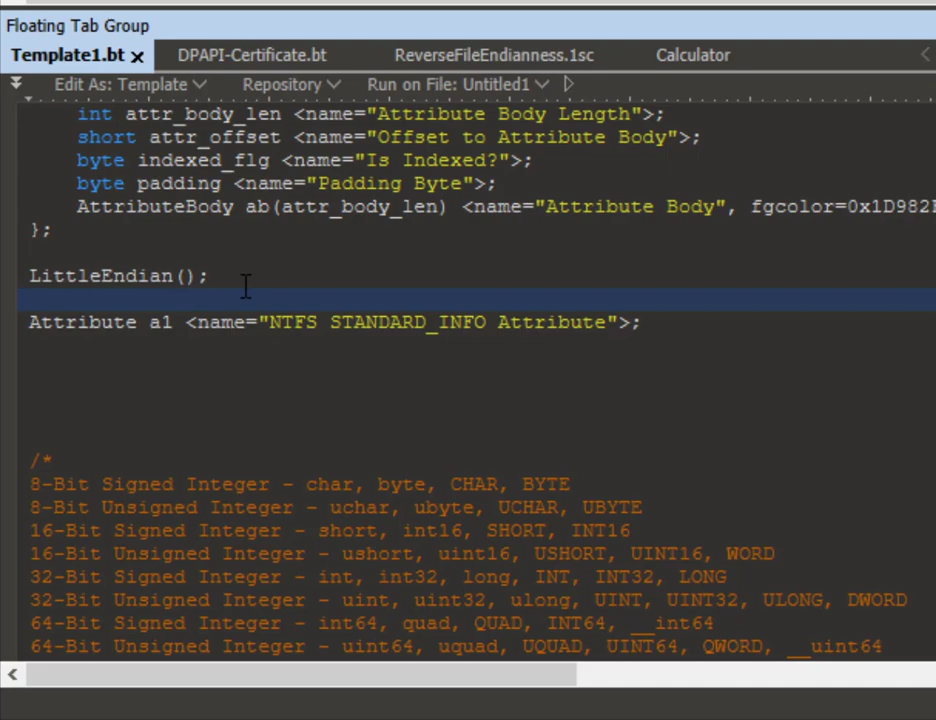 Floating Tab Group
Template1.bt DPAPI-Certificate.bt ReverseFileEndianness.1sc Calculator
Edit As: Template Repository Run on File: Untitled1
int attr_body_len <name="Attribute Body Length">;
short attr_offset <name="Offset to Attribute Body">;
byte indexed_flg <name="Is Indexed?">;
byte padding <name="Padding Byte">;
AttributeBody ab(attr_body_len) <name="Attribute Body", fgcolor=0x1D982
};
LittleEndian();
Attribute a1 <name="NTFS STANDARD_INFO Attribute">;
/*
8-Bit Signed Integer - char, byte, CHAR, BYTE
8-Bit Unsigned Integer - uchar, ubyte, UCHAR, UBYTE
16-Bit Signed Integer - short, int16, SHORT, INT16
16-Bit Unsigned Integer - ushort, uint16, USHORT, UINT16, WORD
32-Bit Signed Integer - int, int32, long, INT, INT32, LONG
32-Bit Unsigned Integer - uint, uint32, ulong, UINT, UINT32, ULONG, DWORD
64-Bit Signed Integer - int64, quad, QUAD, INT64, __int64
64-Bit Unsigned Integer - uint64, uquad, UQUAD, UINT64, QWORD, __uint64